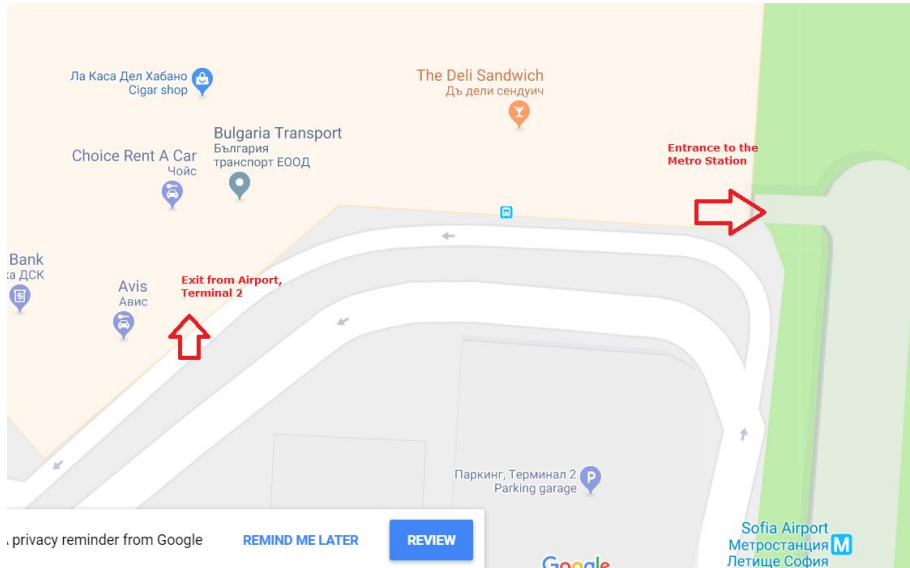 Ла Каса Дел Хабано
Cigar shop
The Deli Sandwich
Дъ дели сендуич
Bulgaria Transport
България
транспорт ЕООД
Choice Rent A Car
Чойс
Entrance to the
Metro Station
Bank
ка ДСК
Avis
Авис
Exit from Airport,
Terminal 2
Паркинг, Терминал 2
Parking garage
P
privacy reminder from Google
REMIND ME LATER
REVIEW
Google
Sofia Airport
Метростанция M
Летище София